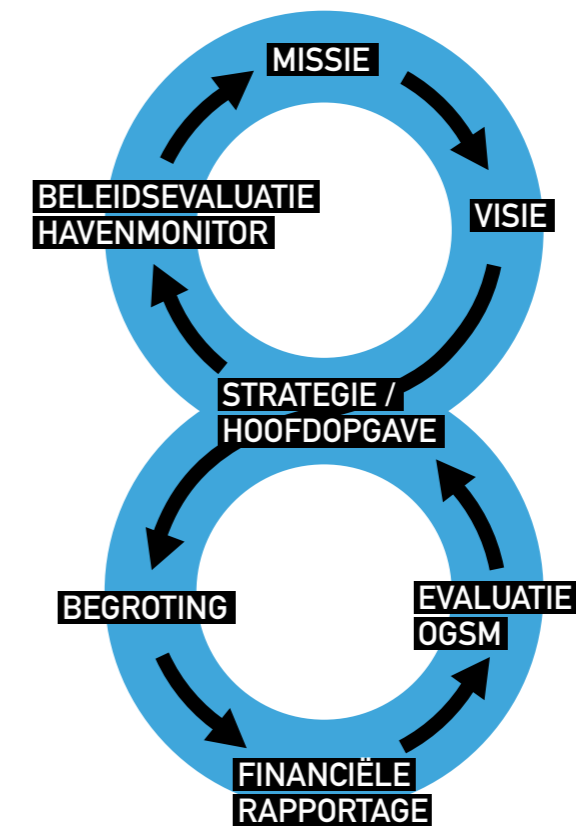 MISSIE
VISIE
BELEIDSEVALUATIE
HAVENMONITOR
STRATEGIE /
HOOFDOPGAVE
BEGROTING
EVALUATIE
OGSM
FINANCIËLE
RAPPORTAGE